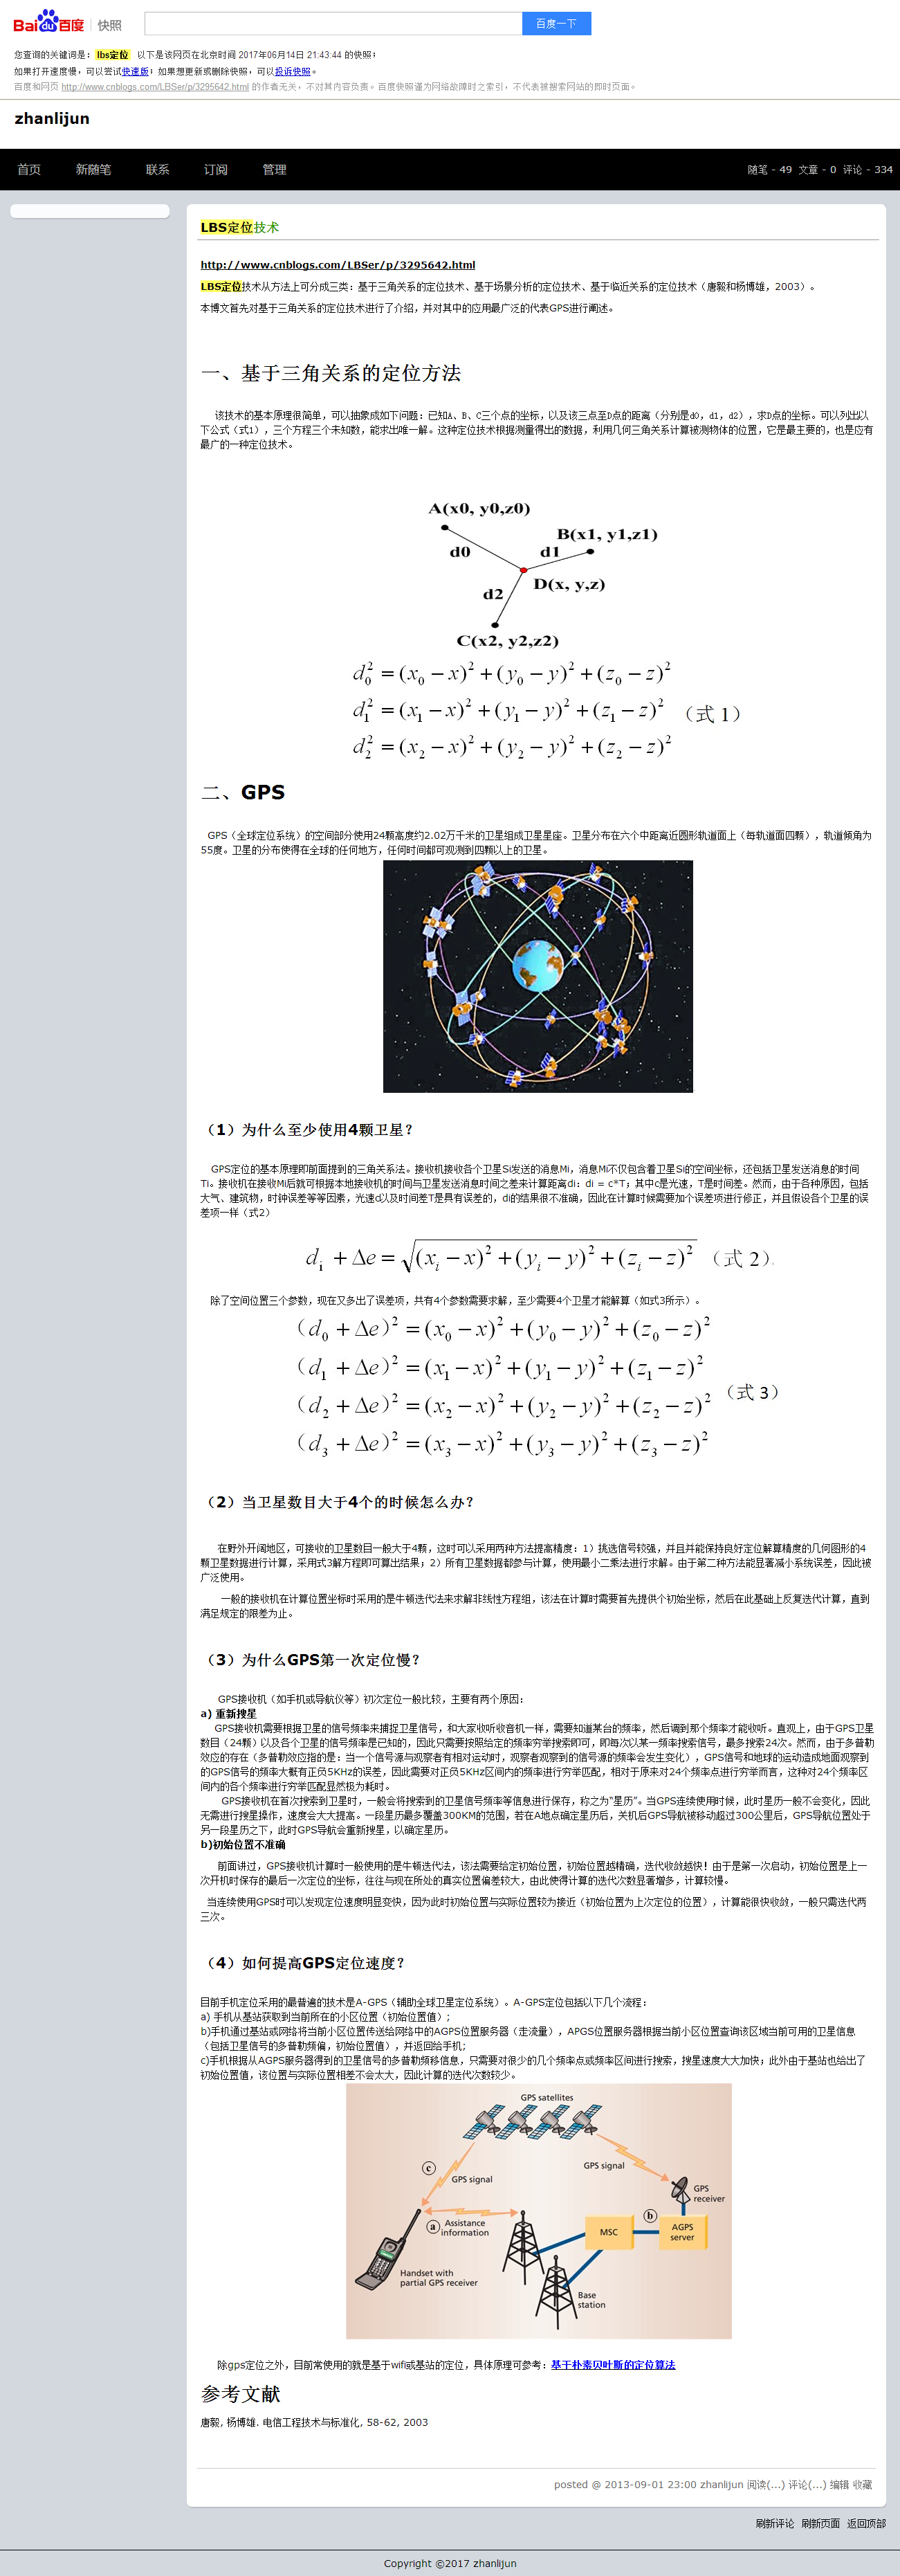 Bai du 百度 快照
百度一下
您查询的关键词是：lbs定位 以下是该网页在北京时间 2017年06月14日 21:43:44 的快照；
如果打开速度慢，可以尝试快速版；如果想更新或删除快照，可以投诉快照。
百度和网页 http://www.cnblogs.com/LBSer/p/3295642.html 的作者无关，不对其内容负责。百度快照谨为网络故障时之索引，不代表被搜索网站的即时页面。
zhanlijun
首页 新随笔 联系 订阅 管理
随笔 - 49 文章 - 0 评论 - 334
LBS定位技术
http://www.cnblogs.com/LBSer/p/3295642.html
LBS定位技术从方法上可分成三类：基于三角关系的定位技术、基于场景分析的定位技术、基于临近关系的定位技术（唐毅和杨博雄，2003）。
本博文首先对基于三角关系的定位技术进行了介绍，并对其中的应用最广泛的代表GPS进行阐述。
一、基于三角关系的定位方法
该技术的基本原理很简单，可以抽象成如下问题：已知A、B、C三个点的坐标，以及该三点至D点的距离（分别是d0，d1，d2），求D点的坐标。可以列出以
下公式（式1），三个方程三个未知数，能求出唯一解。这种定位技术根据测量得出的数据，利用几何三角关系计算被测物体的位置，它是最主要的，也是应有
最广的一种定位技术。
A(x0, y0,z0)
B(x1, y1,z1)
d0
d1
D(x, y,z)
d2
C(x2, y2,z2)
d₀² = (x₀ − x)² + (y₀ − y)² + (z₀ − z)²
d₁² = (x₁ − x)² + (y₁ − y)² + (z₁ − z)² （式 1）
d₂² = (x₂ − x)² + (y₂ − y)² + (z₂ − z)²
二、GPS
GPS（全球定位系统）的空间部分使用24颗高度约2.02万千米的卫星组成卫星星座。卫星分布在六个中距离近圆形轨道面上（每轨道面四颗），轨道倾角为
55度。卫星的分布使得在全球的任何地方，任何时间都可观测到四颗以上的卫星。
（1）为什么至少使用4颗卫星？
GPS定位的基本原理即前面提到的三角关系法。接收机接收各个卫星Si发送的消息Mi，消息Mi不仅包含着卫星Si的空间坐标，还包括卫星发送消息的时间
Ti。接收机在接收Mi后就可根据本地接收机的时间与卫星发送消息时间之差来计算距离di：di = c*T；其中c是光速，T是时间差。然而，由于各种原因，包括
大气、建筑物，时钟误差等等因素，光速c以及时间差T是具有误差的，di的结果很不准确，因此在计算时候需要加个误差项进行修正，并且假设各个卫星的误
差项一样（式2）
dᵢ + Δe = √(xᵢ − x)² + (yᵢ − y)² + (zᵢ − z)² （式 2）
除了空间位置三个参数，现在又多出了误差项，共有4个参数需要求解，至少需要4个卫星才能解算（如式3所示）。
（d₀ + Δe）² = (x₀ − x)² + (y₀ − y)² + (z₀ − z)²
（d₁ + Δe）² = (x₁ − x)² + (y₁ − y)² + (z₁ − z)²
（d₂ + Δe）² = (x₂ − x)² + (y₂ − y)² + (z₂ − z)² （式 3）
（d₃ + Δe）² = (x₃ − x)² + (y₃ − y)² + (z₃ − z)²
（2）当卫星数目大于4个的时候怎么办？
在野外开阔地区，可接收的卫星数目一般大于4颗，这时可以采用两种方法提高精度：1）挑选信号较强，并且并能保持良好定位解算精度的几何图形的4
颗卫星数据进行计算，采用式3解方程即可算出结果；2）所有卫星数据都参与计算，使用最小二乘法进行求解。由于第二种方法能显著减小系统误差，因此被
广泛使用。
一般的接收机在计算位置坐标时采用的是牛顿迭代法来求解非线性方程组，该法在计算时需要首先提供个初始坐标，然后在此基础上反复迭代计算，直到
满足规定的限差为止。
（3）为什么GPS第一次定位慢？
GPS接收机（如手机或导航仪等）初次定位一般比较，主要有两个原因：
a) 重新搜星
GPS接收机需要根据卫星的信号频率来捕捉卫星信号，和大家收听收音机一样，需要知道某台的频率，然后调到那个频率才能收听。直观上，由于GPS卫星
数目（24颗）以及各个卫星的信号频率是已知的，因此只需要按照给定的频率穷举搜索即可，即每次以某一频率搜索信号，最多搜索24次。然而，由于多普勒
效应的存在（多普勒效应指的是：当一个信号源与观察者有相对运动时，观察者观察到的信号源的频率会发生变化），GPS信号和地球的运动造成地面观察到
的GPS信号的频率大概有正负5KHz的误差，因此需要对正负5KHz区间内的频率进行穷举匹配，相对于原来对24个频率点进行穷举而言，这种对24个频率区
间内的各个频率进行穷举匹配显然极为耗时。
GPS接收机在首次搜索到卫星时，一般会将搜索到的卫星信号频率等信息进行保存，称之为“星历”。当GPS连续使用时候，此时星历一般不会变化，因此
无需进行搜星操作，速度会大大提高。一段星历最多覆盖300KM的范围，若在A地点确定星历后，关机后GPS导航被移动超过300公里后，GPS导航位置处于
另一段星历之下，此时GPS导航会重新搜星，以确定星历。
b)初始位置不准确
前面讲过，GPS接收机计算时一般使用的是牛顿迭代法，该法需要给定初始位置，初始位置越精确，迭代收敛越快！由于是第一次启动，初始位置是上一
次开机时保存的最后一次定位的坐标，往往与现在所处的真实位置偏差较大，由此使得计算的迭代次数显著增多，计算较慢。
当连续使用GPS时可以发现定位速度明显变快，因为此时初始位置与实际位置较为接近（初始位置为上次定位的位置），计算能很快收敛，一般只需迭代两
三次。
（4）如何提高GPS定位速度？
目前手机定位采用的最普遍的技术是A-GPS（辅助全球卫星定位系统）。A-GPS定位包括以下几个流程：
a) 手机从基站获取到当前所在的小区位置（初始位置值）；
b)手机通过基站或网络将当前小区位置传送给网络中的AGPS位置服务器（走流量），APGS位置服务器根据当前小区位置查询该区域当前可用的卫星信息
（包括卫星信号的多普勒频偏，初始位置值），并返回给手机；
c)手机根据从AGPS服务器得到的卫星信号的多普勒频移信息，只需要对很少的几个频率点或频率区间进行搜索，搜星速度大大加快，此外由于基站也给出了
初始位置值，该位置与实际位置相差不会太大，因此计算的迭代次数较少。
GPS satellites
c
GPS signal
GPS signal
GPS
receiver
a Assistance
information
b
MSC
AGPS
server
Handset with
partial GPS receiver
Base
station
除gps定位之外，目前常使用的就是基于wifi或基站的定位，具体原理可参考：基于朴素贝叶斯的定位算法
参考文献
唐毅, 杨博雄. 电信工程技术与标准化, 58-62, 2003
posted @ 2013-09-01 23:00 zhanlijun 阅读(...) 评论(...) 编辑 收藏
刷新评论 刷新页面 返回顶部
Copyright ©2017 zhanlijun